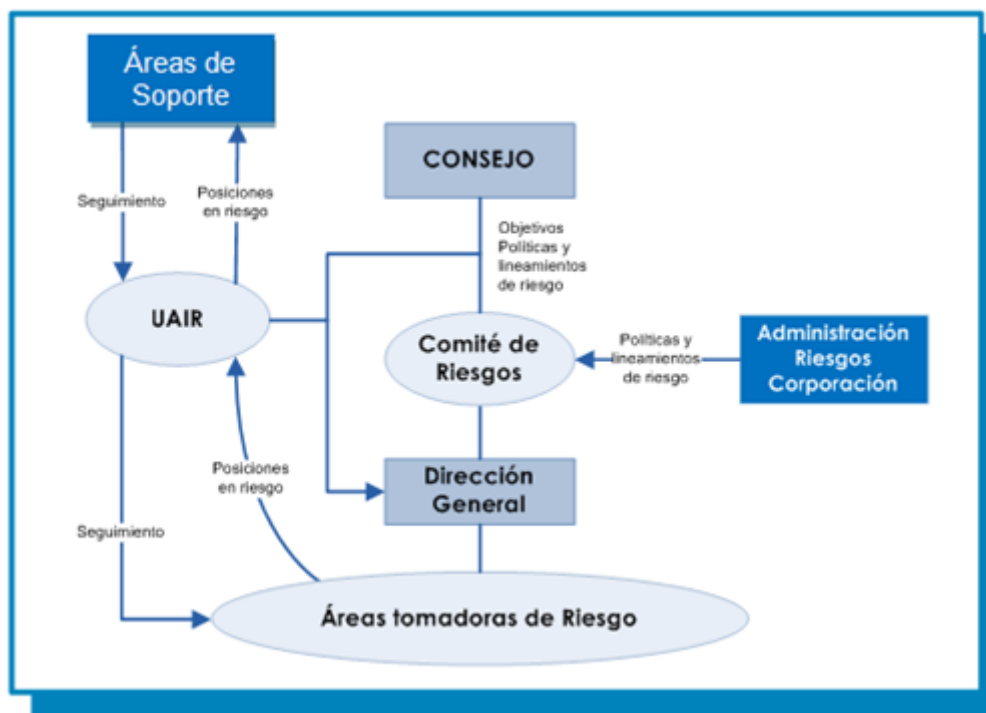 Áreas de
Soporte
CONSEJO
Seguimiento
Posiciones
en riesgo
Objetivos
Políticas y
lineamientos
de riesgo
UAIR
Comité de
Riesgos
Políticas y
lineamientos
de riesgo
Administración
Riesgos
Corporación
Posiciones
en riesgo
Dirección
General
Seguimiento
Áreas tomadoras de Riesgo